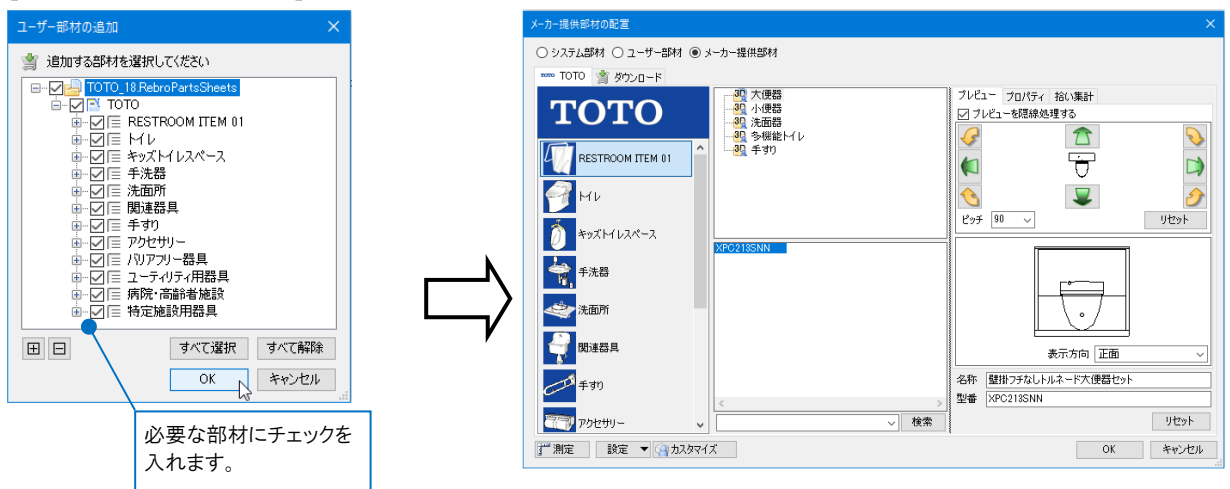 ユーザー部材の追加
追加する部材を選択してください
TOTO_18.RebroPartsSheets
TOTO
RESTROOM ITEM 01
トイレ
キッズトイレスペース
手洗器
洗面所
関連器具
手すり
アクセサリー
バリアフリー器具
ユーティリティ用器具
病院・高齢者施設
特定施設用器具
すべて選択 すべて解除
OK キャンセル
必要な部材にチェックを
入れます。
メーカー提供部材の配置
システム部材 ユーザー部材 メーカー提供部材
TOTO TOTO ダウンロード
TOTO
RESTROOM ITEM 01
トイレ
キッズトイレスペース
手洗器
洗面所
関連器具
手すり
アクセサリー
大便器
小便器
洗面器
多機能トイレ
手すり
XPC213SNN
検索
プレビュー プロパティ 拾い集計
プレビューを隠線処理する
ピッチ 90 リセット
表示方向 正面
名称 壁掛フチなしトルネード大便器セット
型番 XPC213SNN
リセット
測定 設定 カスタマイズ OK キャンセル